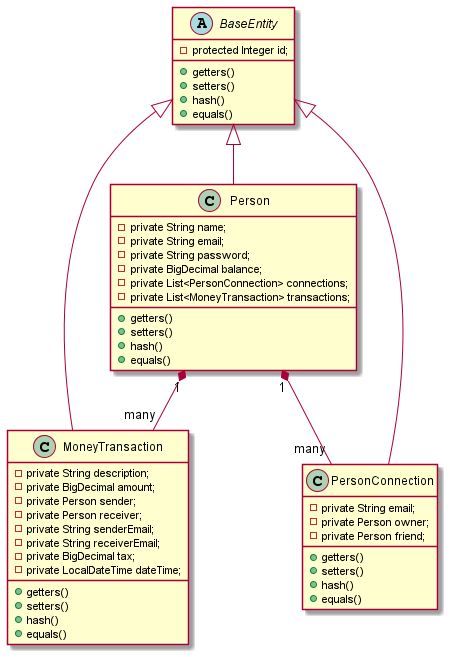 A BaseEntity
protected Integer id;
getters()
setters()
hash()
equals()
C Person
private String name;
private String email;
private String password;
private BigDecimal balance;
private List<PersonConnection> connections;
private List<MoneyTransaction> transactions;
getters()
setters()
hash()
equals()
1
1
many
many
C MoneyTransaction
private String description;
private BigDecimal amount;
private Person sender;
private Person receiver;
private String senderEmail;
private String receiverEmail;
private BigDecimal tax;
private LocalDateTime dateTime;
getters()
setters()
hash()
equals()
C PersonConnection
private String email;
private Person owner;
private Person friend;
getters()
setters()
hash()
equals()